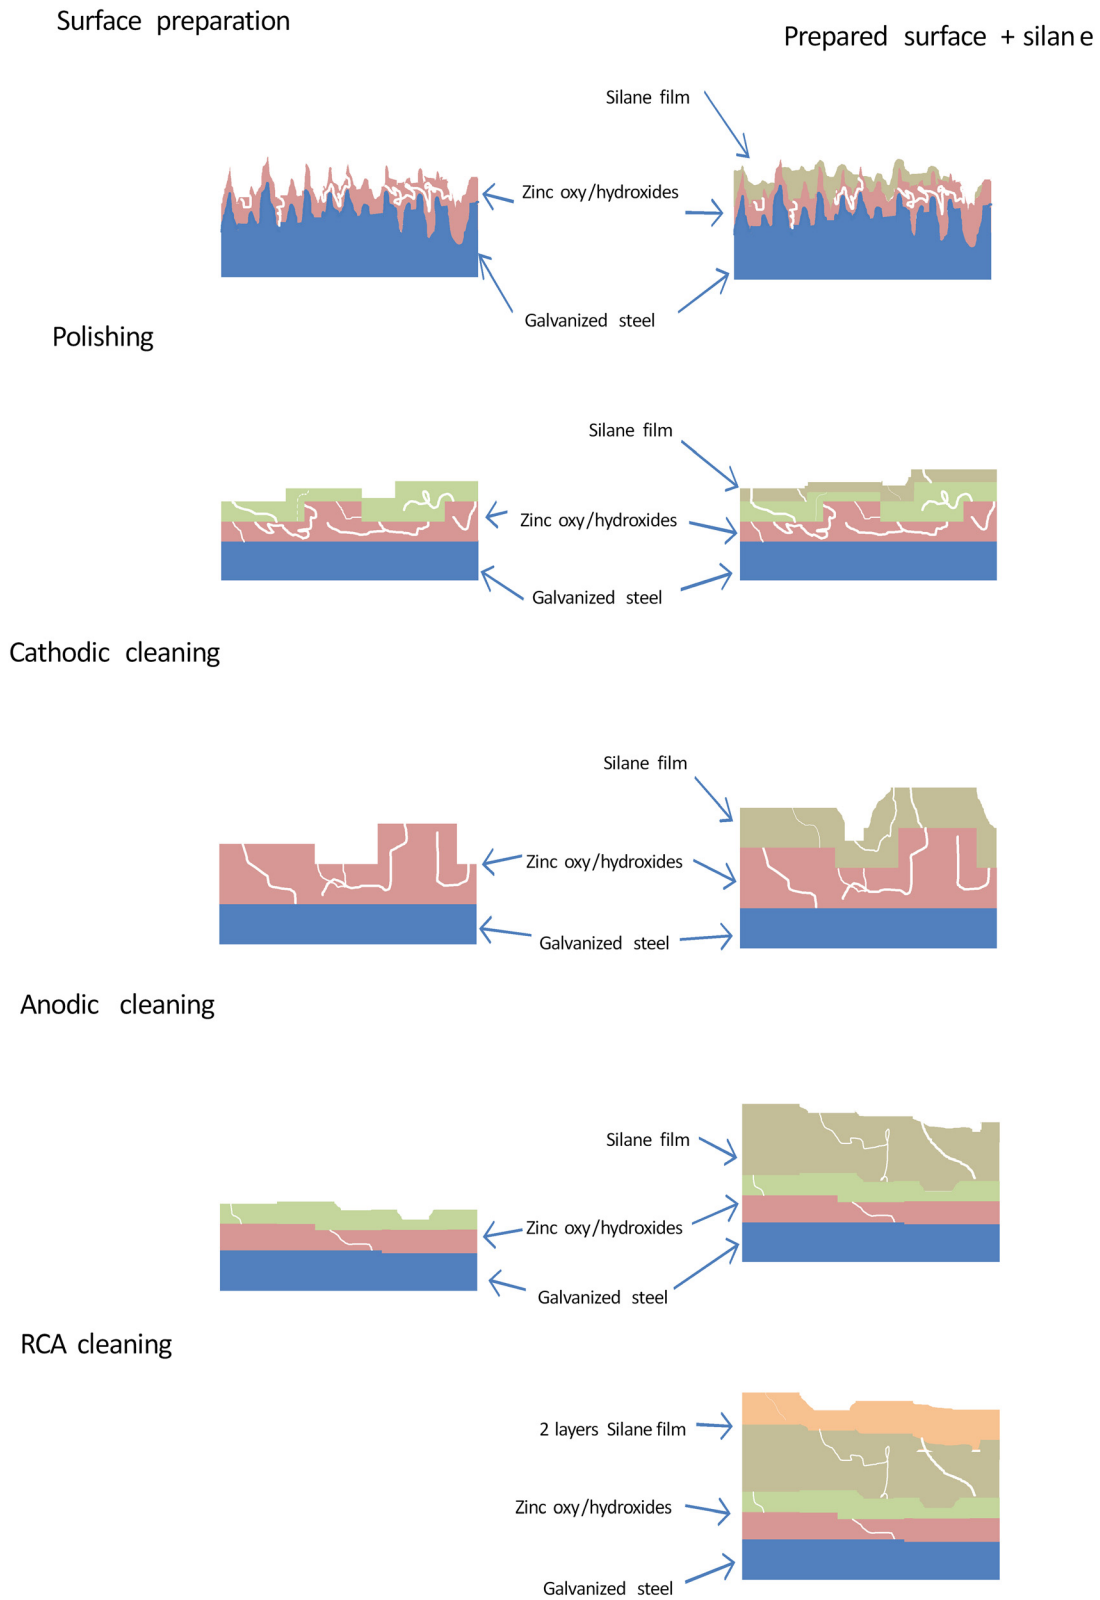 Surface preparation
Prepared surface + silane
Silane film
Zinc oxy/hydroxides
Galvanized steel
Polishing
Silane film
Zinc oxy/hydroxides
Galvanized steel
Cathodic cleaning
Silane film
Zinc oxy/hydroxides
Galvanized steel
Anodic cleaning
Silane film
Zinc oxy/hydroxides
Galvanized steel
RCA cleaning
2 layers Silane film
Zinc oxy/hydroxides
Galvanized steel